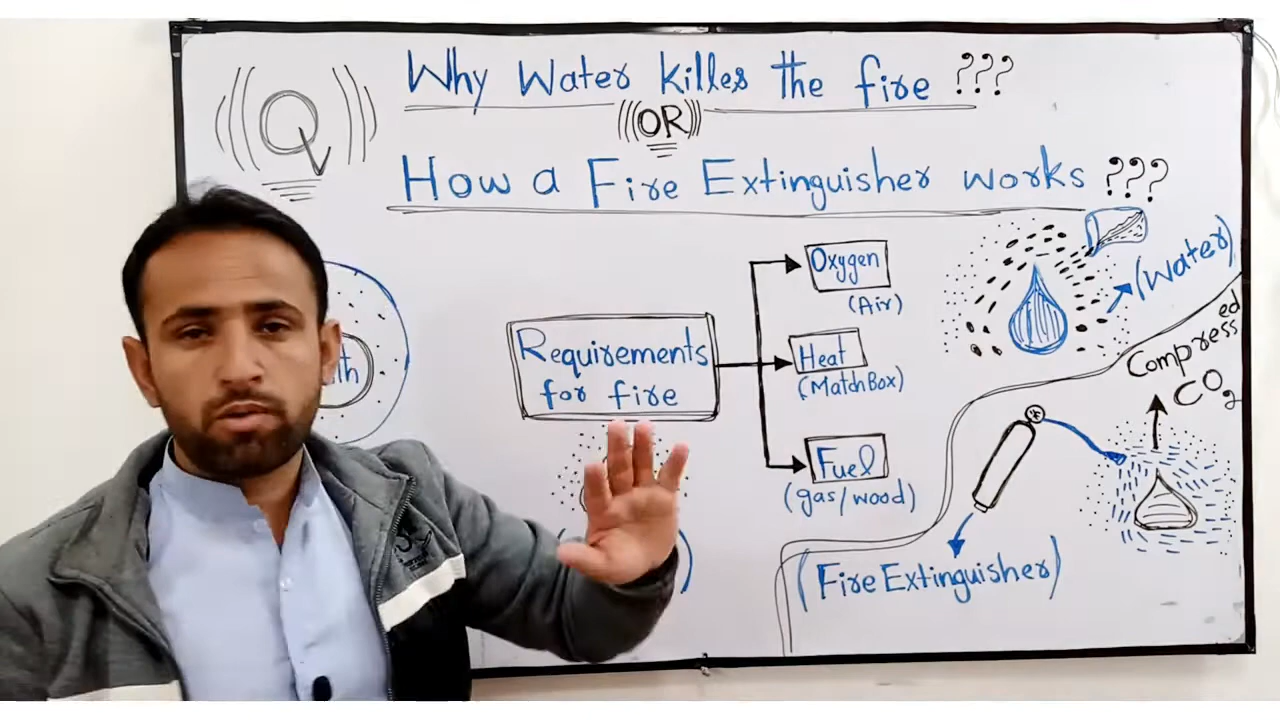 Q
Why Water killes the fire ???
OR
How a Fire Extinguisher works ???
Requirements
for fire
Oxygen
(Air)
Heat
(MatchBox)
Fuel
(gas/wood)
(Water)
Compressed
CO2
(Fire Extinguisher)